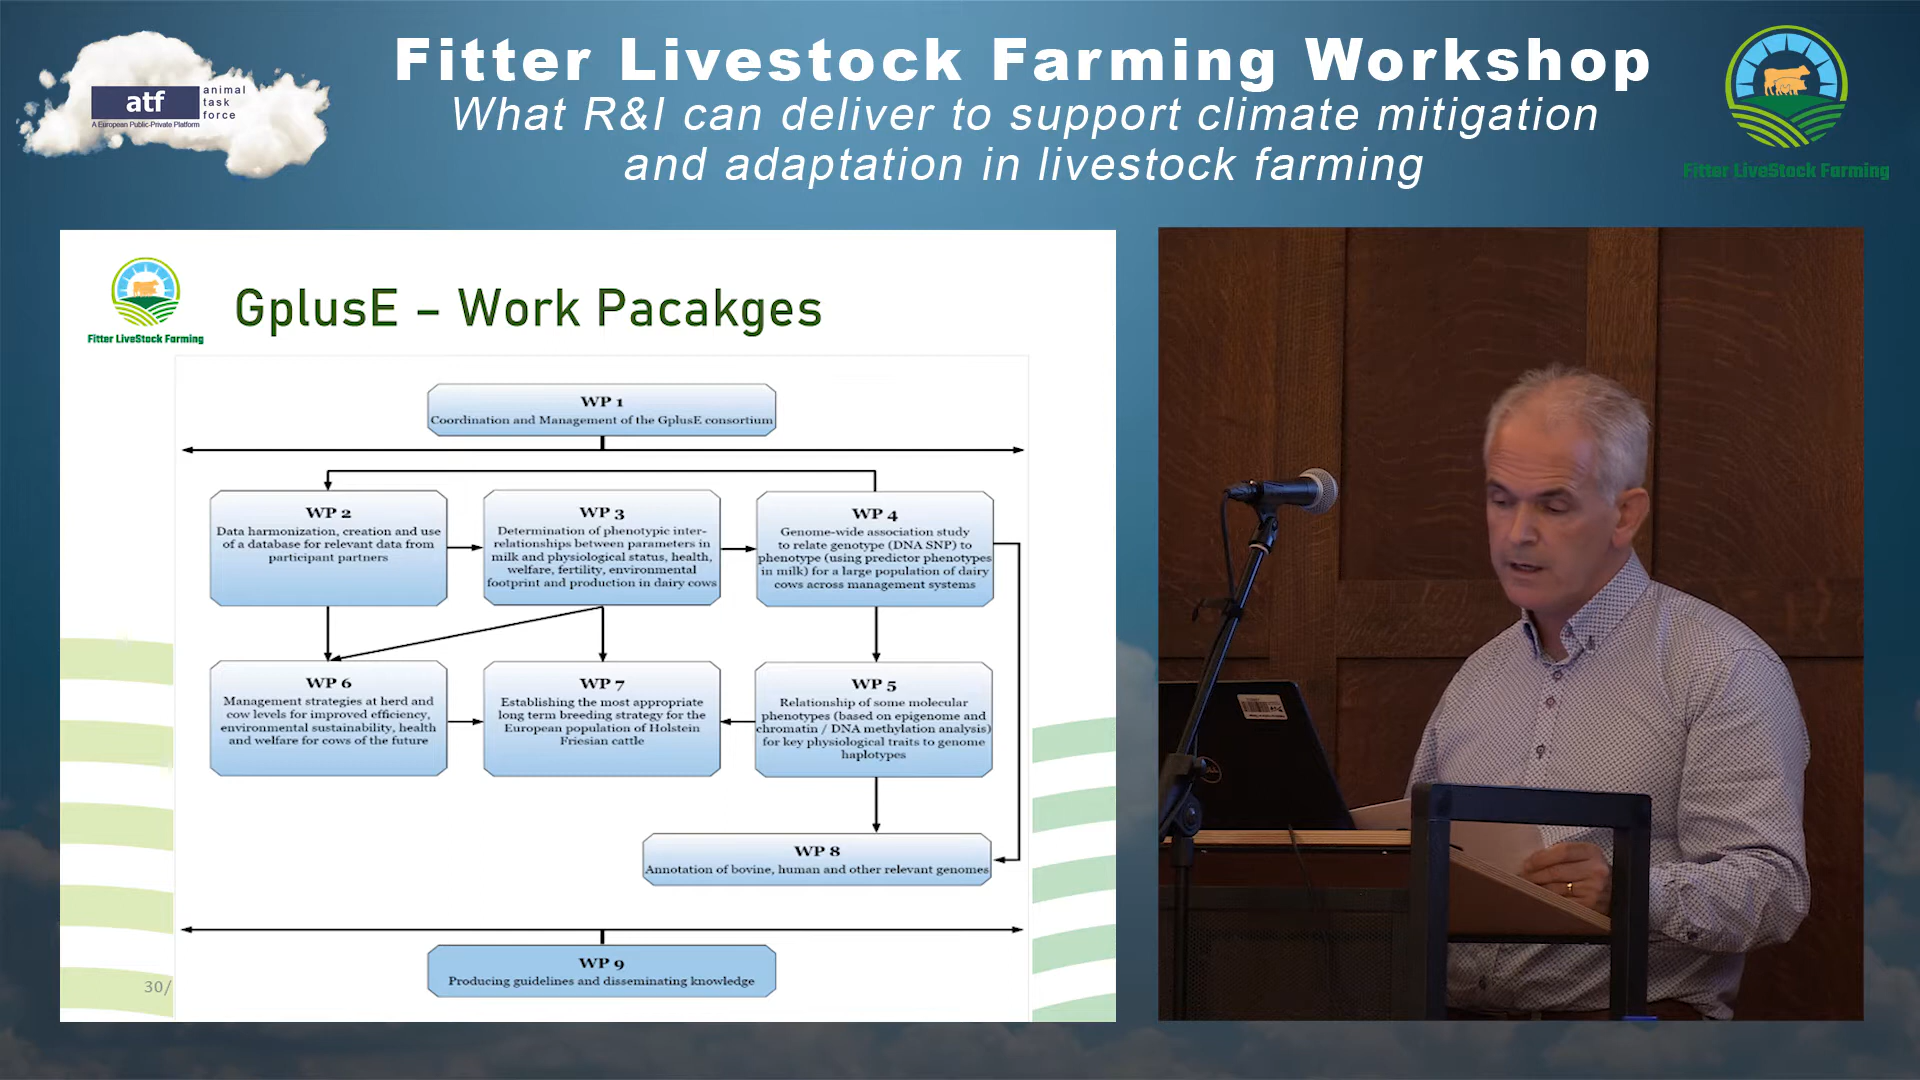 Fitter Livestock Farming Workshop
What R&I can deliver to support climate mitigation
and adaptation in livestock farming
atf
animal
task
force
A European Public-Private Platform
Fitter LiveStock Farming
Fitter LiveStock Farming
GplusE – Work Pacakges
WP 1
Coordination and Management of the GplusE consortium
WP 2
Data harmonization, creation and use
of a database for relevant data from
participant partners
WP 3
Determination of phenotypic inter-
relationships between parameters in
milk and physiological status, health,
welfare, fertility, environmental
footprint and production in dairy cows
WP 4
Genome-wide association study
to relate genotype (DNA SNP) to
phenotype (using predictor phenotypes
in milk) for a large population of dairy
cows across management systems
WP 6
Management strategies at herd and
cow levels for improved efficiency,
environmental sustainability, health
and welfare for cows of the future
WP 7
Establishing the most appropriate
long term breeding strategy for the
European population of Holstein
Friesian cattle
WP 5
Relationship of some molecular
phenotypes (based on epigenome and
chromatin / DNA methylation analysis)
for key physiological traits to genome
haplotypes
WP 8
Annotation of bovine, human and other relevant genomes
WP 9
Producing guidelines and disseminating knowledge
30/
DELL